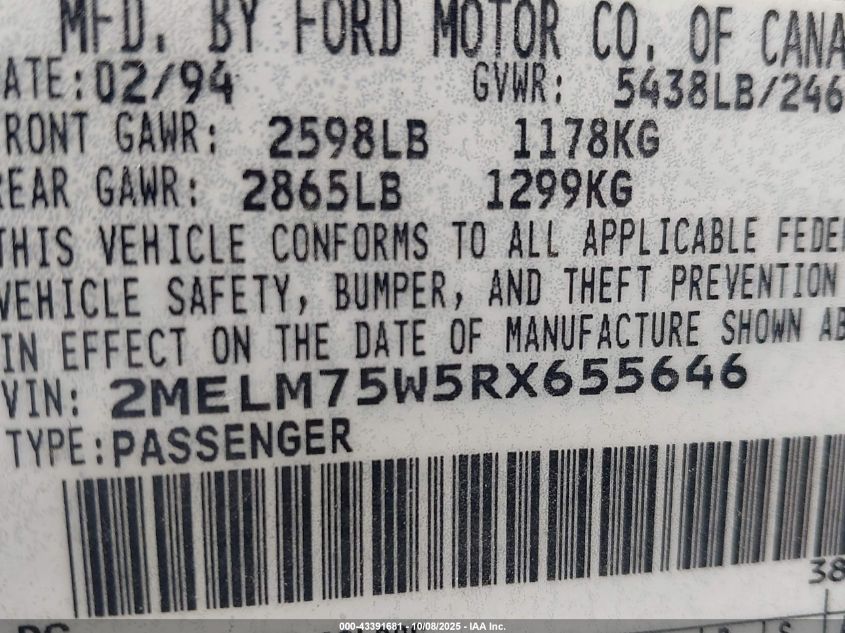 MFD. BY FORD MOTOR CO. OF CANA
ATE: 02/94 GVWR: 5438LB/246
RONT GAWR: 2598LB 1178KG
REAR GAWR: 2865LB 1299KG
THIS VEHICLE CONFORMS TO ALL APPLICABLE FEDE
VEHICLE SAFETY, BUMPER, AND THEFT PREVENTION
IN EFFECT ON THE DATE OF MANUFACTURE SHOWN AB
VIN: 2MELM75W5RX655646
TYPE: PASSENGER
38
000-43391681 - 10/08/2025 - IAA Inc.